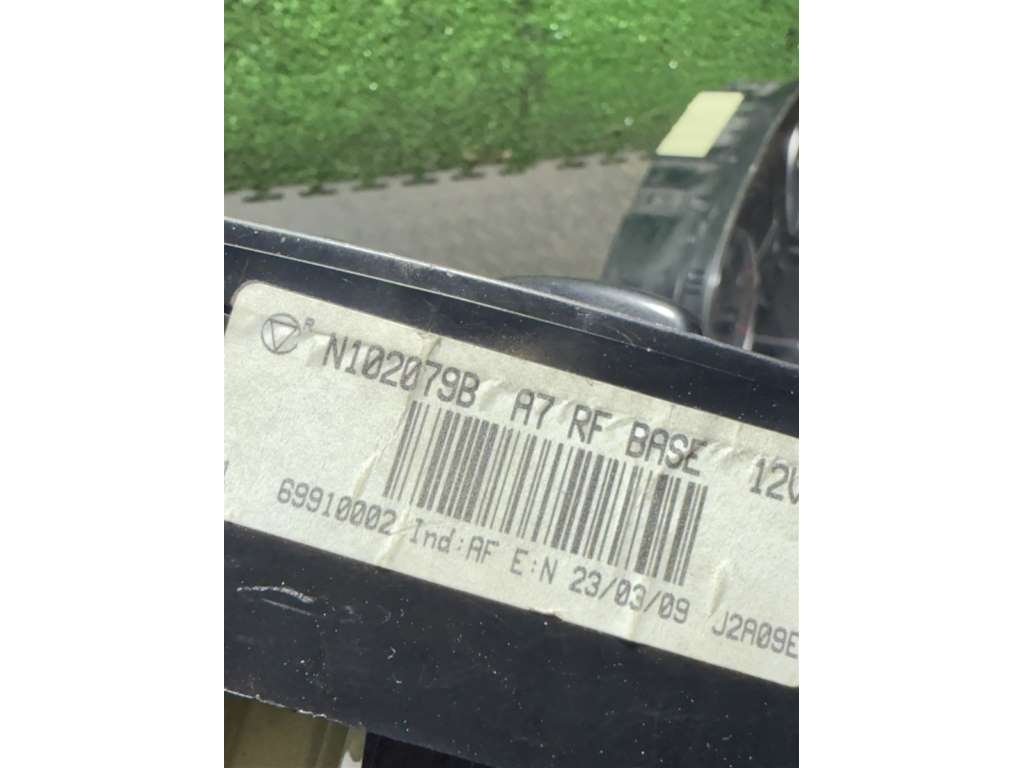 N102079B A7 RF BASE 12V
69910002 Ind:AF E:N 23/03/09 J2A09E